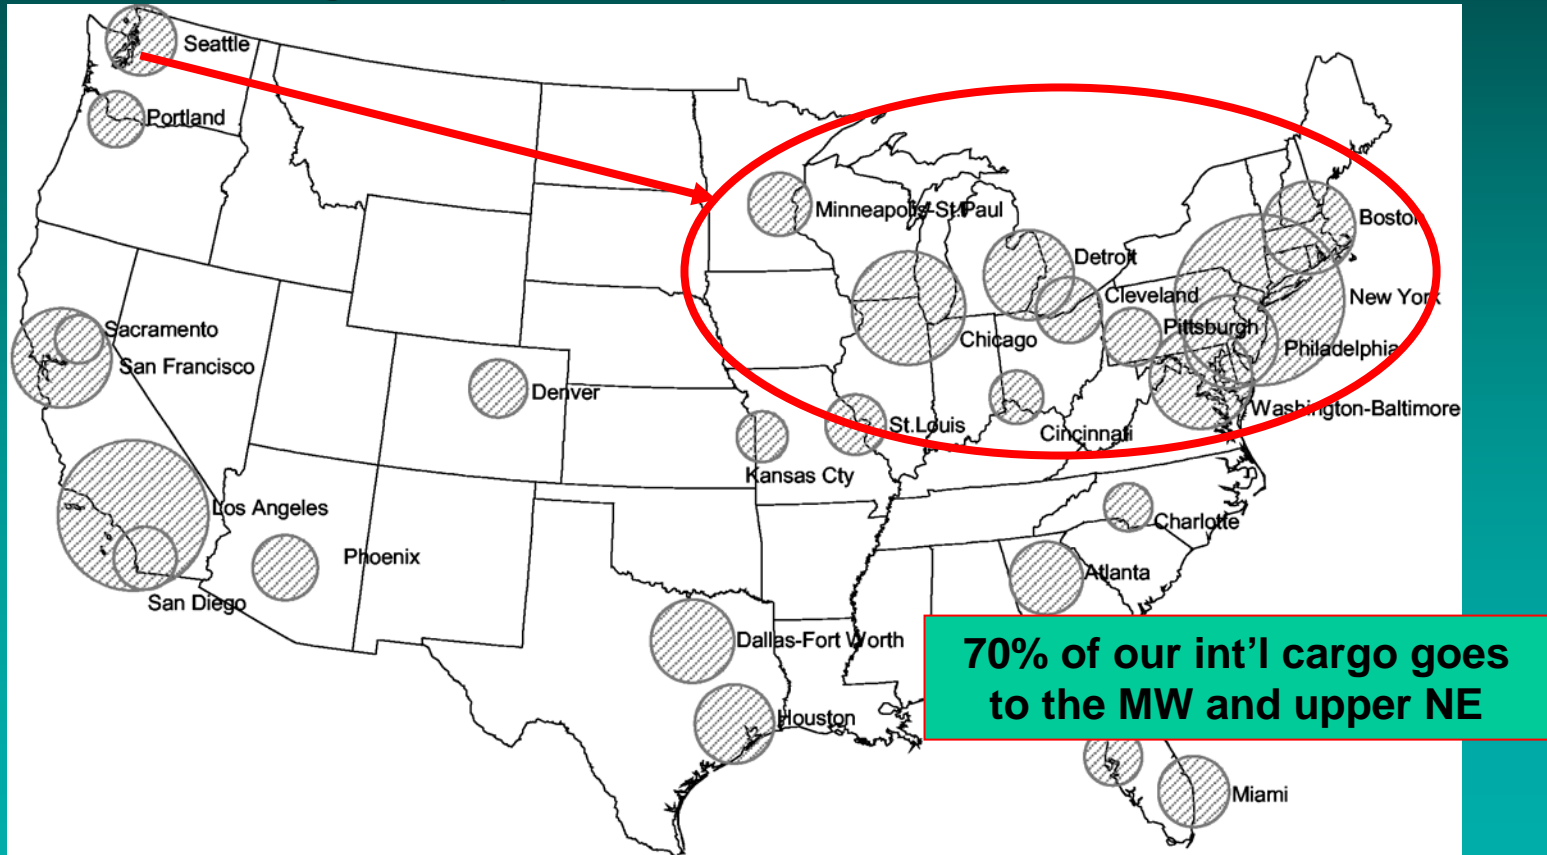 Seattle
Portland
Minneapolis-St.Paul
Boston
Detroit
Cleveland
New York
Sacramento
Pittsburgh
Chicago
Philadelphia
San Francisco
Denver
Washington-Baltimore
St.Louis
Cincinnati
Kansas Cty
Los Angeles
Charlotte
Phoenix
Atlanta
San Diego
Dallas-Fort Worth
70% of our int'l cargo goes
to the MW and upper NE
Houston
Miami